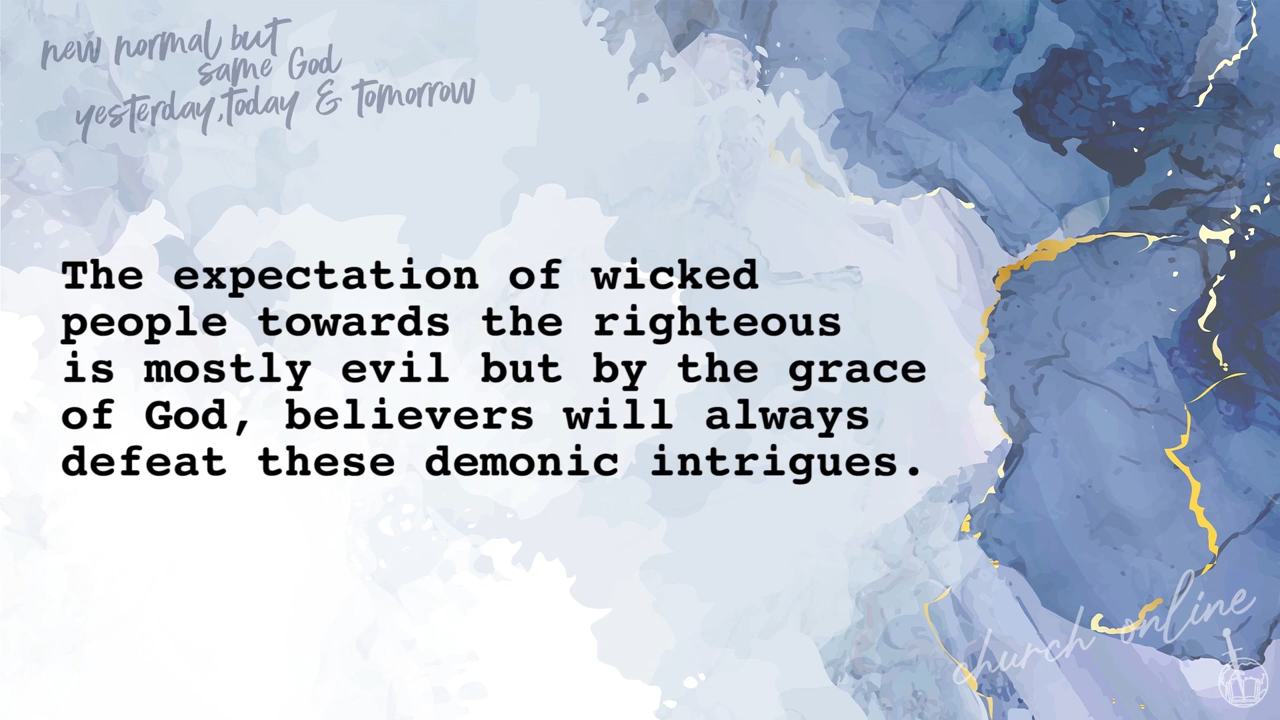 new normal but
same God
yesterday, today & tomorrow
The expectation of wicked
people towards the righteous
is mostly evil but by the grace
of God, believers will always
defeat these demonic intrigues.
church online